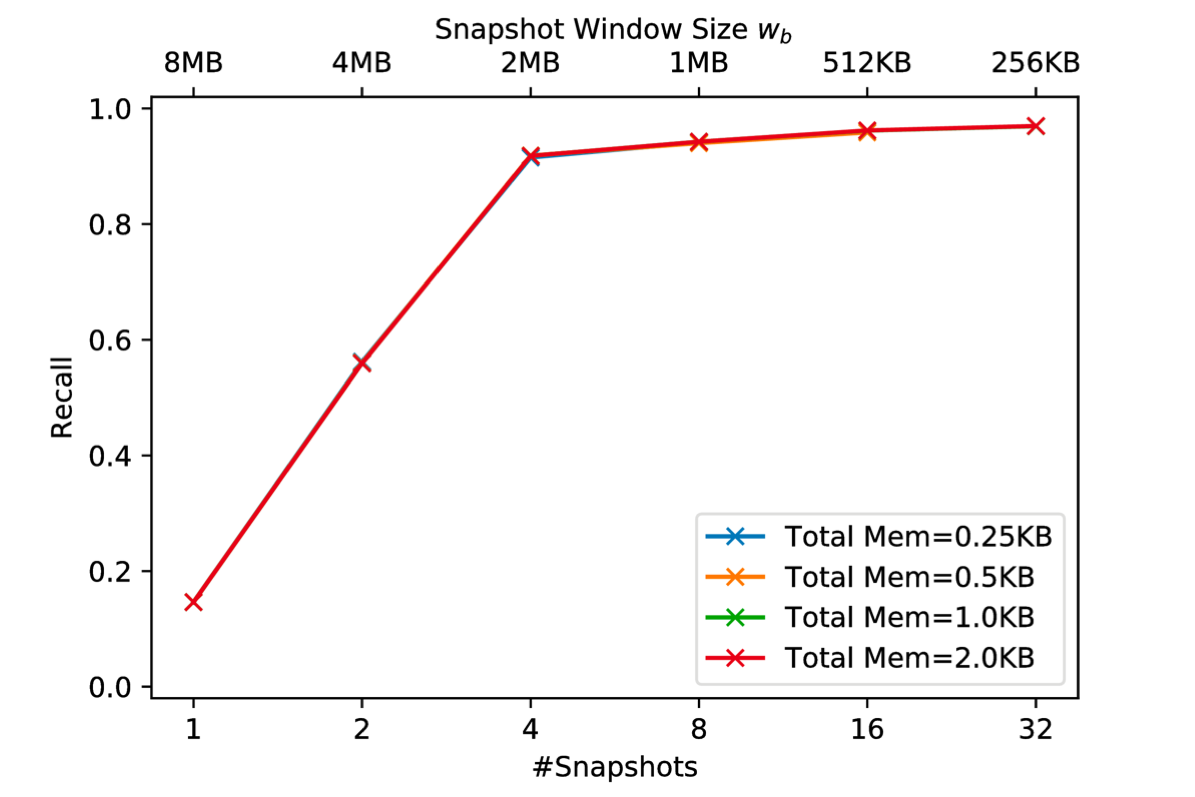 Snapshot Window Size w_b
8MB 4MB 2MB 1MB 512KB 256KB
1.0
0.8
0.6
0.4
0.2
0.0
Recall
Total Mem=0.25KB
Total Mem=0.5KB
Total Mem=1.0KB
Total Mem=2.0KB
1 2 4 8 16 32
#Snapshots